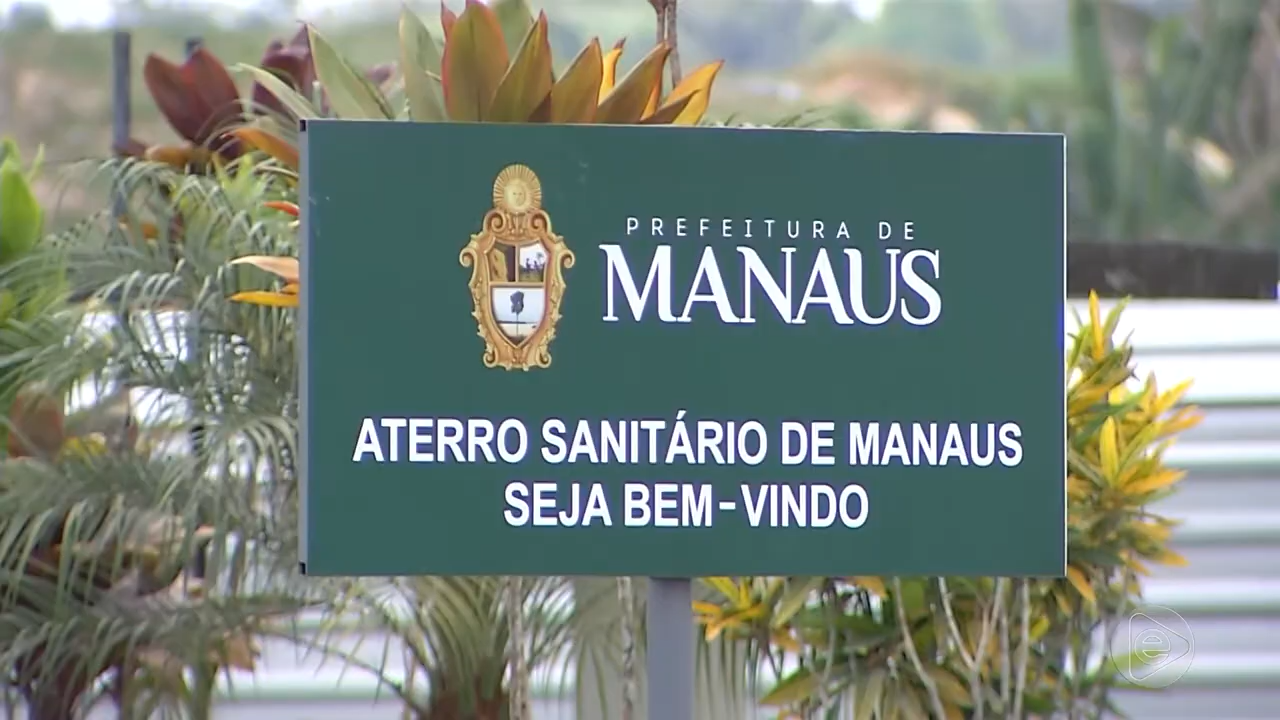 PREFEITURA DE
MANAUS
ATERRO SANITÁRIO DE MANAUS
SEJA BEM-VINDO
e